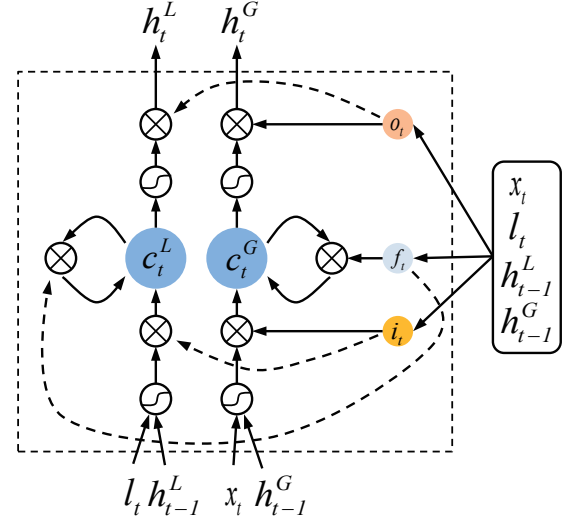 h_t^L h_t^G
o_t
x_t
l_t
h_{t-1}^L
h_{t-1}^G
c_t^L c_t^G f_t
i_t
l_t h_{t-1}^L x_t h_{t-1}^G